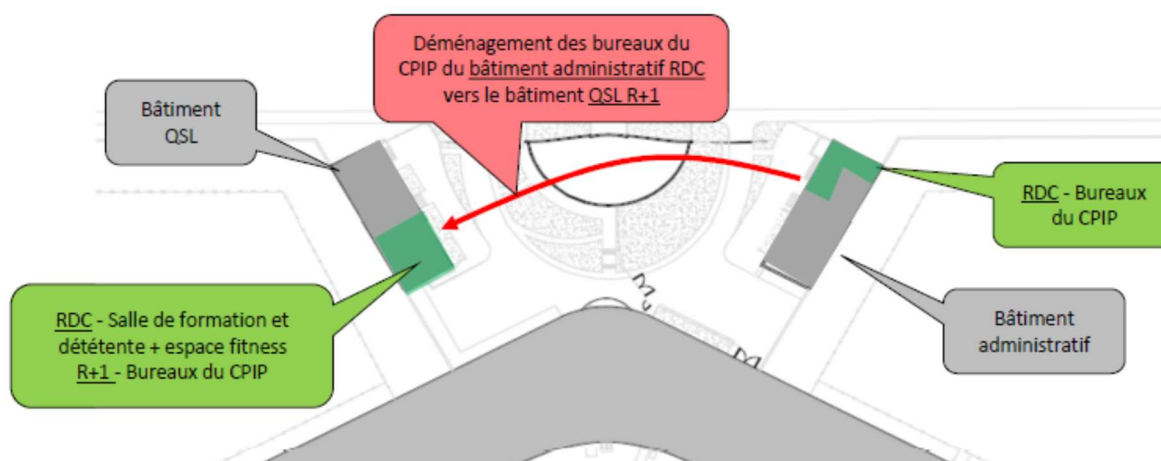 Déménagement des bureaux du
CPIP du bâtiment administratif RDC
vers le bâtiment QSL R+1
Bâtiment
QSL
RDC - Bureaux
du CPIP
RDC - Salle de formation et
dététente + espace fitness
R+1 - Bureaux du CPIP
Bâtiment
administratif